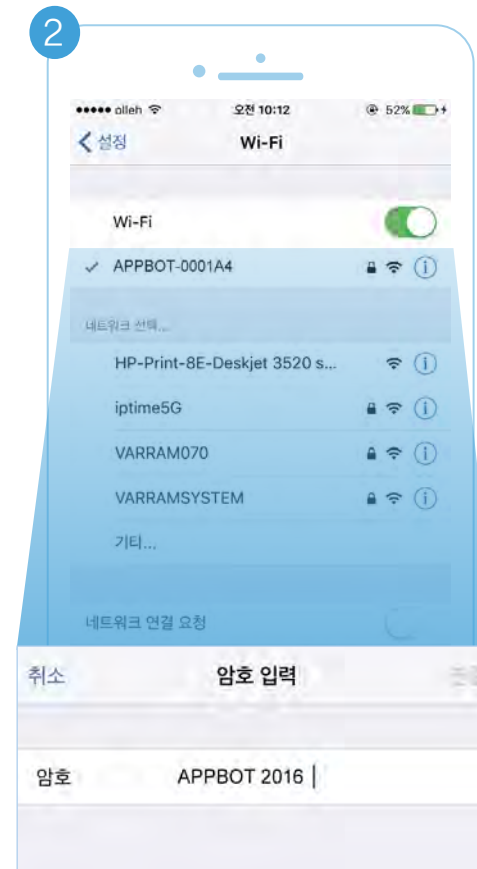 2
olleh 오전 10:12 52%
설정 Wi-Fi
Wi-Fi
APPBOT-0001A4
네트워크 선택...
HP-Print-8E-Deskjet 3520 s...
iptime5G
VARRAM070
VARRAMSYSTEM
기타...
네트워크 연결 요청
취소 암호 입력
암호 APPBOT 2016